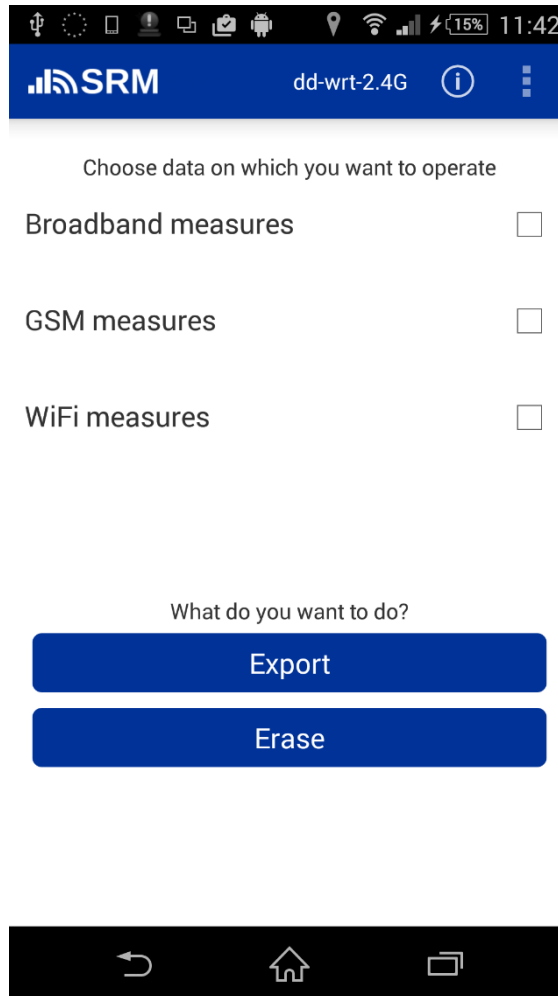 15% 11:42
SRM dd-wrt-2.4G
Choose data on which you want to operate
Broadband measures
GSM measures
WiFi measures
What do you want to do?
Export
Erase